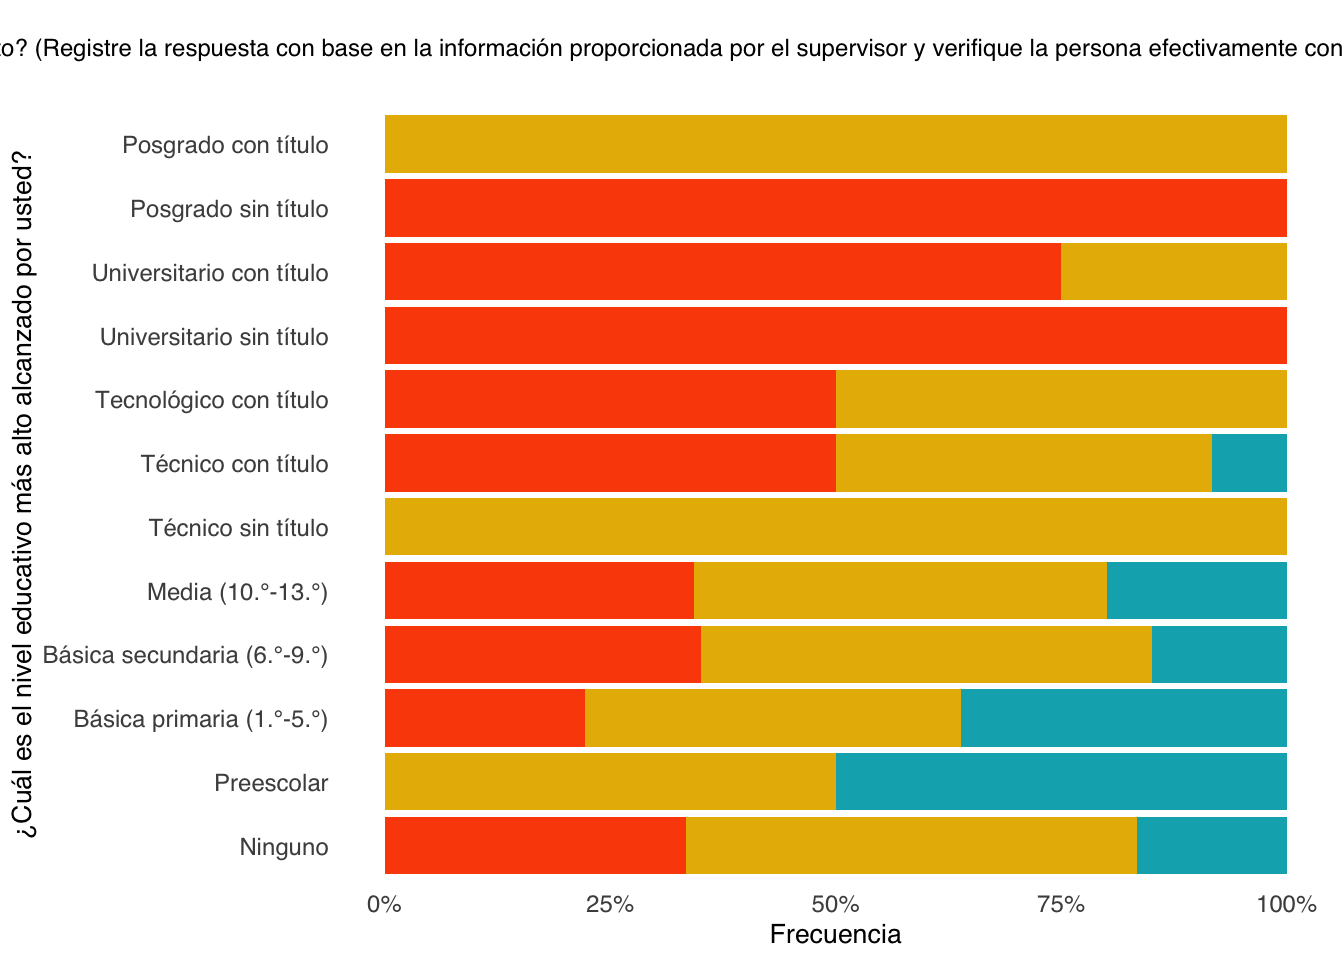 to? (Registre la respuesta con base en la información proporcionada por el supervisor y verifique la persona efectivamente con
¿Cuál es el nivel educativo más alto alcanzado por usted?
Posgrado con título
Posgrado sin título
Universitario con título
Universitario sin título
Tecnológico con título
Técnico con título
Técnico sin título
Media (10.°-13.°)
Básica secundaria (6.°-9.°)
Básica primaria (1.°-5.°)
Preescolar
Ninguno
0% 25% 50% 75% 100%
Frecuencia